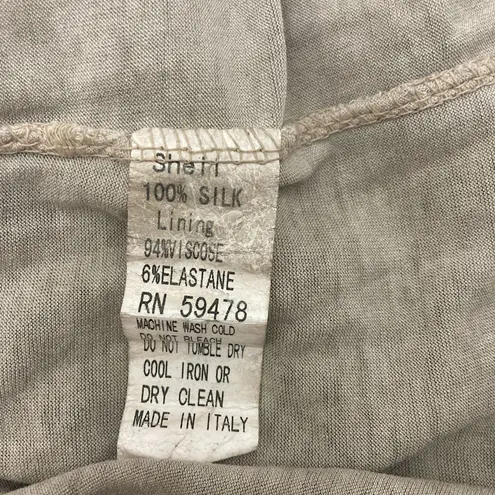 Shell
100% SILK
Lining
94%VISCOSE
6%ELASTANE
RN 59478
MACHINE WASH COLD
DO NOT BLEACH
DO NOT TUMBLE DRY
COOL IRON OR
DRY CLEAN
MADE IN ITALY